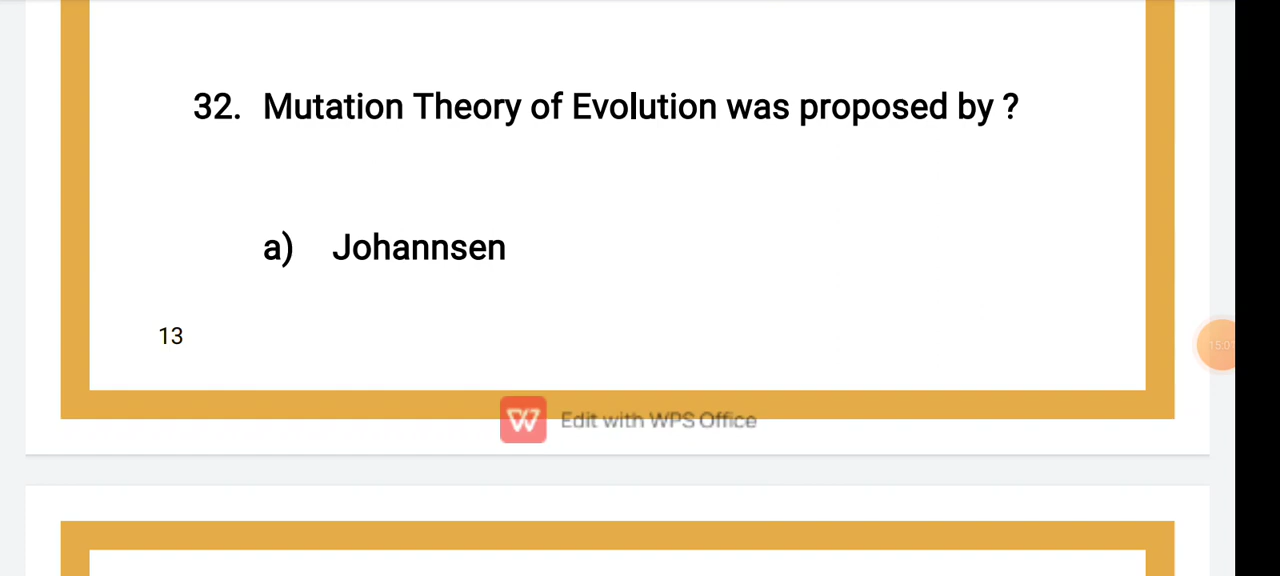 32. Mutation Theory of Evolution was proposed by ?
a) Johannsen
13
Edit with WPS Office